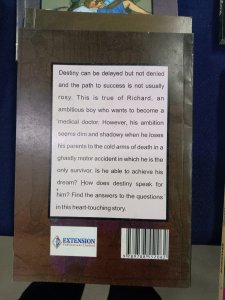 Destiny can be delayed but not denied
and the path to success is not usually
rosy. This is true of Richard, an
ambitious boy who wants to become a
medical doctor. However, his ambition
seems dim and shadowy when he loses
his parents to the cold arms of death in a
ghastly motor accident in which he is the
only survivor, is he able to achieve his
dream? How does destiny speak for
him? Find the answers to the questions
in this heart-touching story.
EXTENSION